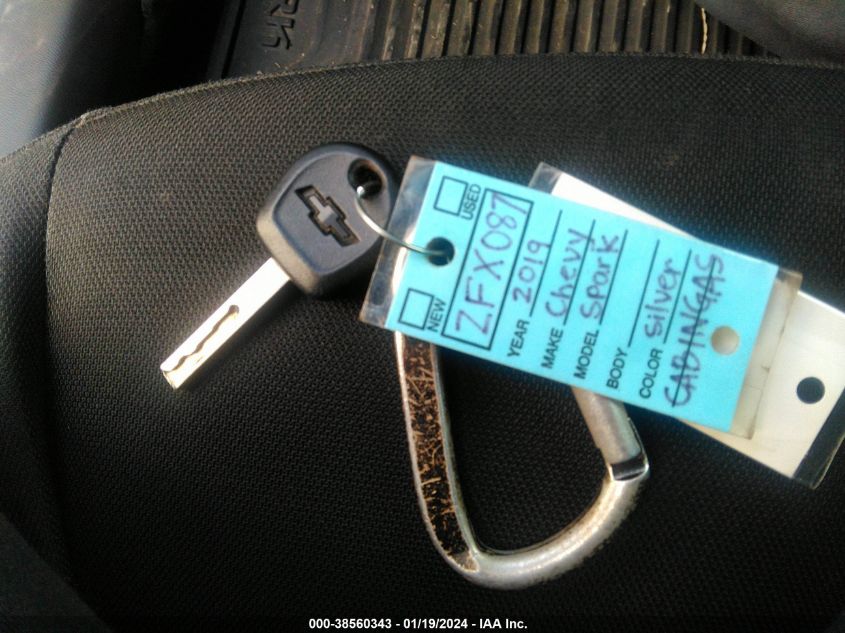 USED
NEW
ZFX087
YEAR 2019
MAKE Chevy
MODEL Spark
BODY
COLOR silver
CABINGAS
000-38560343 - 01/19/2024 - IAA Inc.